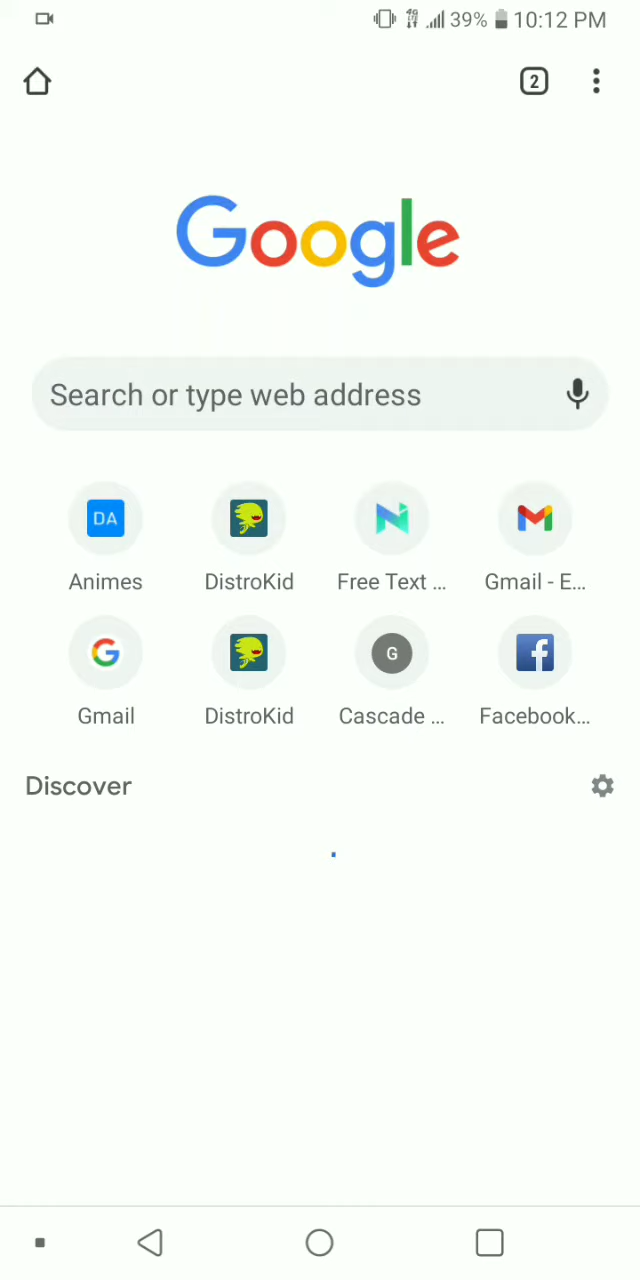 39% 10:12 PM
2
Google
Search or type web address
DA
Animes
DistroKid
Free Text ...
Gmail - E...
G
Gmail
DistroKid
Cascade ...
Facebook...
Discover